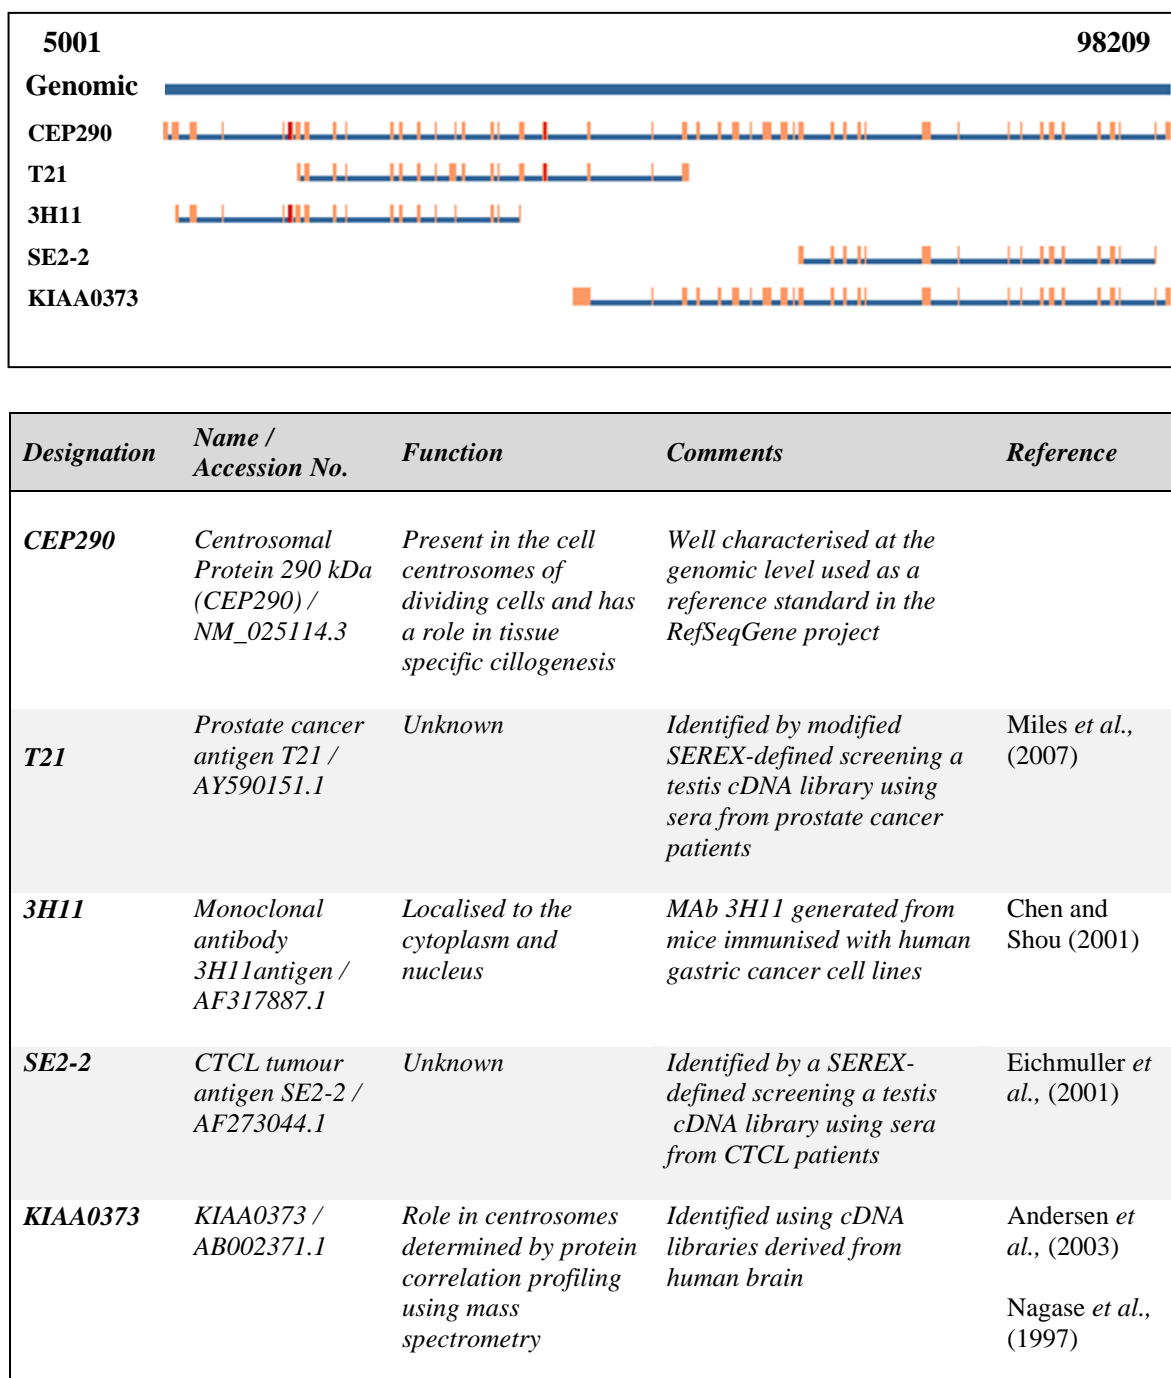 5001 98209
Genomic
CEP290
T21
3H11
SE2-2
KIAA0373
Designation Name / Accession No. Function Comments Reference
CEP290
Centrosomal
Protein 290 kDa
(CEP290) /
NM_025114.3
Present in the cell
centrosomes of
dividing cells and has
a role in tissue
specific cillogenesis
Well characterised at the
genomic level used as a
reference standard in the
RefSeqGene project
T21
Prostate cancer
antigen T21 /
AY590151.1
Unknown
Identified by modified
SEREX-defined screening a
testis cDNA library using
sera from prostate cancer
patients
Miles et al.,
(2007)
3H11
Monoclonal
antibody
3H11antigen /
AF317887.1
Localised to the
cytoplasm and
nucleus
MAb 3H11 generated from
mice immunised with human
gastric cancer cell lines
Chen and
Shou (2001)
SE2-2
CTCL tumour
antigen SE2-2 /
AF273044.1
Unknown
Identified by a SEREX-
defined screening a testis
cDNA library using sera
from CTCL patients
Eichmuller et
al., (2001)
KIAA0373
KIAA0373 /
AB002371.1
Role in centrosomes
determined by protein
correlation profiling
using mass
spectrometry
Identified using cDNA
libraries derived from
human brain
Andersen et
al., (2003)
Nagase et al.,
(1997)